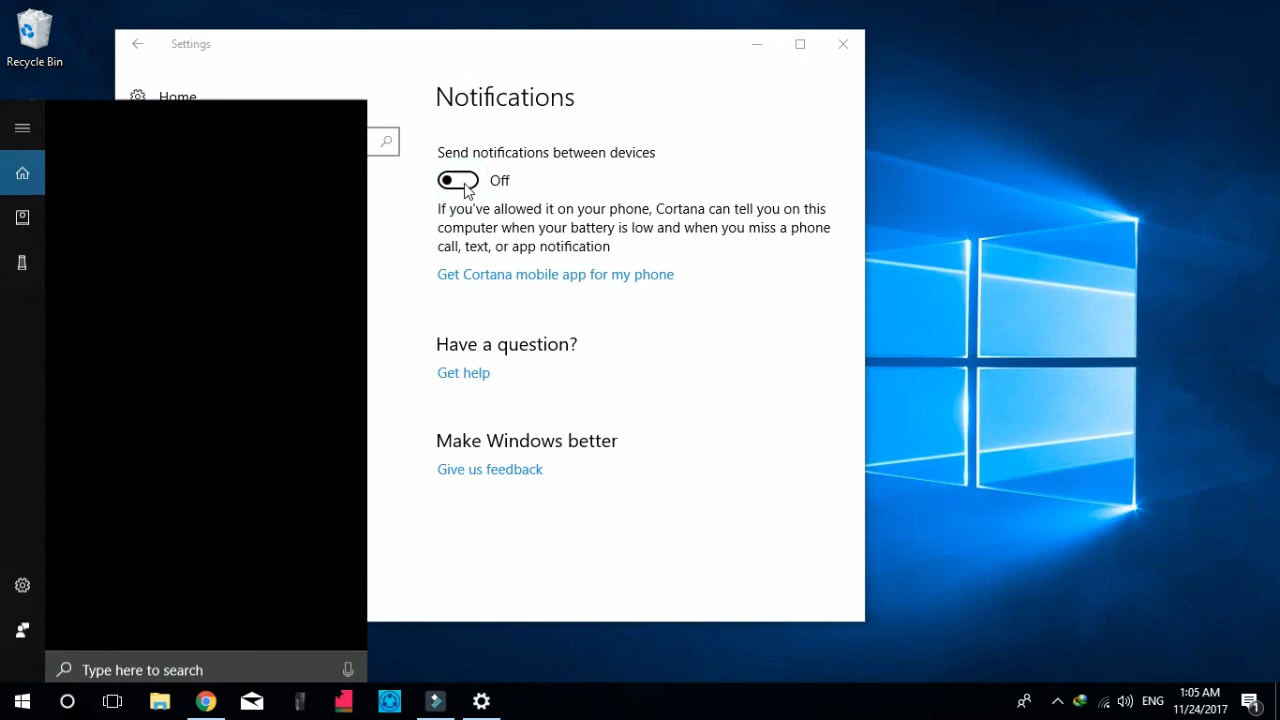 Recycle Bin
Settings
Home
Notifications
Send notifications between devices
Off
If you've allowed it on your phone, Cortana can tell you on this
computer when your battery is low and when you miss a phone
call, text, or app notification
Get Cortana mobile app for my phone
Have a question?
Get help
Make Windows better
Give us feedback
Type here to search
ENG
1:05 AM
11/24/2017
1